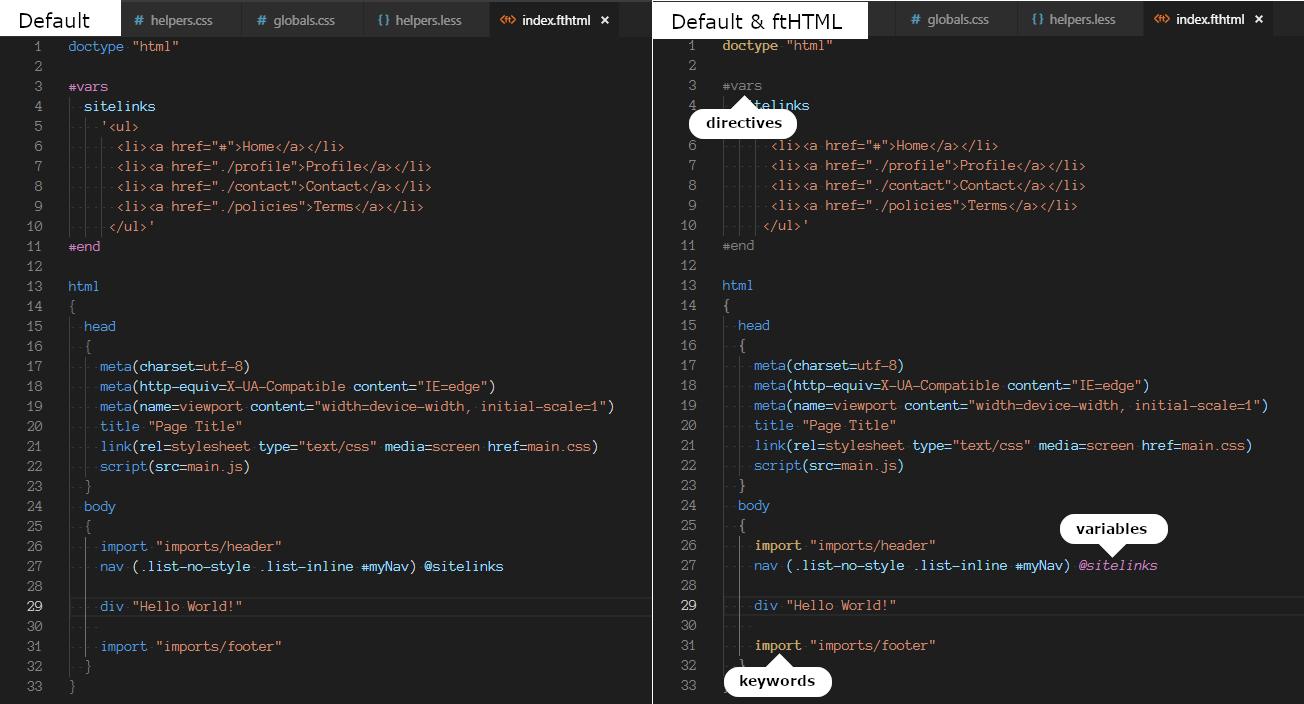 Default
# helpers.css # globals.css {} helpers.less <ft> index.fthtml ×
1 doctype "html"
2
3 #vars
4 sitelinks
5 '<ul>
6 <li><a href="#">Home</a></li>
7 <li><a href="./profile">Profile</a></li>
8 <li><a href="./contact">Contact</a></li>
9 <li><a href="./policies">Terms</a></li>
10 </ul>'
11 #end
12
13 html
14 {
15 head
16 {
17 meta(charset=utf-8)
18 meta(http-equiv=X-UA-Compatible content="IE=edge")
19 meta(name=viewport content="width=device-width, initial-scale=1")
20 title "Page Title"
21 link(rel=stylesheet type="text/css" media=screen href=main.css)
22 script(src=main.js)
23 }
24 body
25 {
26 import "imports/header"
27 nav (.list-no-style .list-inline #myNav) @sitelinks
28
29 div "Hello World!"
30
31 import "imports/footer"
32 }
33 }
Default & ftHTML
# globals.css {} helpers.less <ft> index.fthtml ×
1 doctype "html"
2
3 #vars
4 telinks
directives
6 <li><a href="#">Home</a></li>
7 <li><a href="./profile">Profile</a></li>
8 <li><a href="./contact">Contact</a></li>
9 <li><a href="./policies">Terms</a></li>
10 </ul>'
11 #end
12
13 html
14 {
15 head
16 {
17 meta(charset=utf-8)
18 meta(http-equiv=X-UA-Compatible content="IE=edge")
19 meta(name=viewport content="width=device-width, initial-scale=1")
20 title "Page Title"
21 link(rel=stylesheet type="text/css" media=screen href=main.css)
22 script(src=main.js)
23 }
24 body
25 {
variables
26 import "imports/header"
27 nav (.list-no-style .list-inline #myNav) @sitelinks
28
29 div "Hello World!"
30
31 import "imports/footer"
32 }
33
keywords